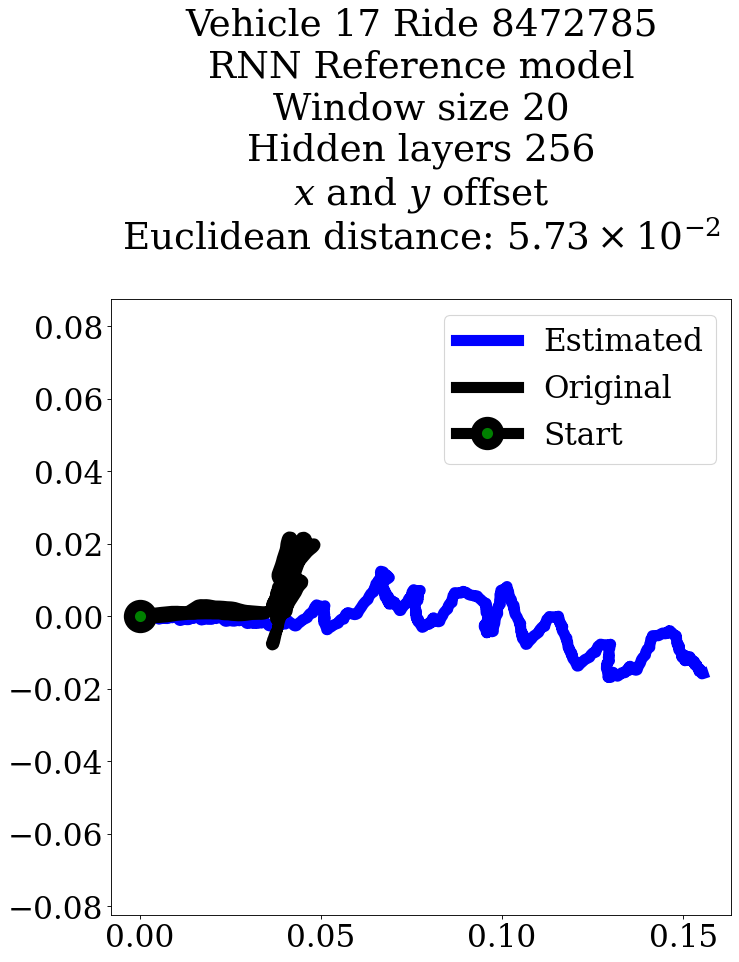 Vehicle 17 Ride 8472785
RNN Reference model
Window size 20
Hidden layers 256
x and y offset
Euclidean distance: 5.73 × 10⁻²
Estimated
Original
Start
0.08
0.06
0.04
0.02
0.00
−0.02
−0.04
−0.06
−0.08
0.00 0.05 0.10 0.15